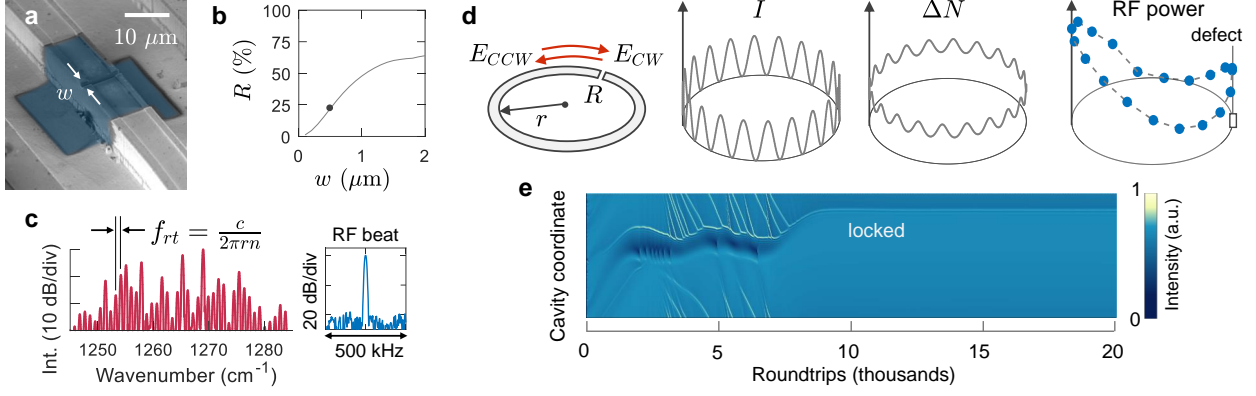 a
10 μm
w
b
R (%)
100
75
50
25
0
0 1 2
w (μm)
c
f_rt = c / 2πrn
Int. (10 dB/div)
1250 1260 1270 1280
Wavenumber (cm⁻¹)
RF beat
20 dB/div
500 kHz
d
E_CCW E_CW
R
r
I
ΔN
RF power
defect
e
Cavity coordinate
locked
0 5 10 15 20
Roundtrips (thousands)
1
0
Intensity (a.u.)